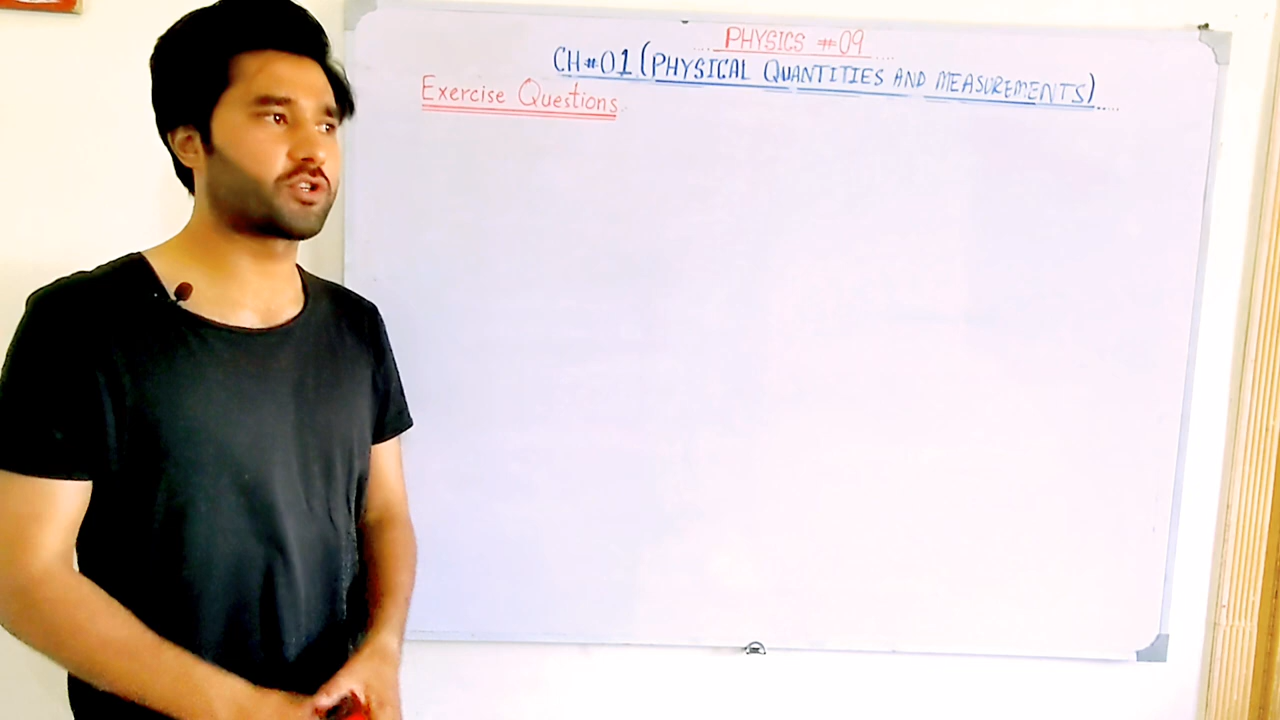 PHYSICS #09
CH#01 (PHYSICAL QUANTITIES AND MEASUREMENTS)
Exercise Questions